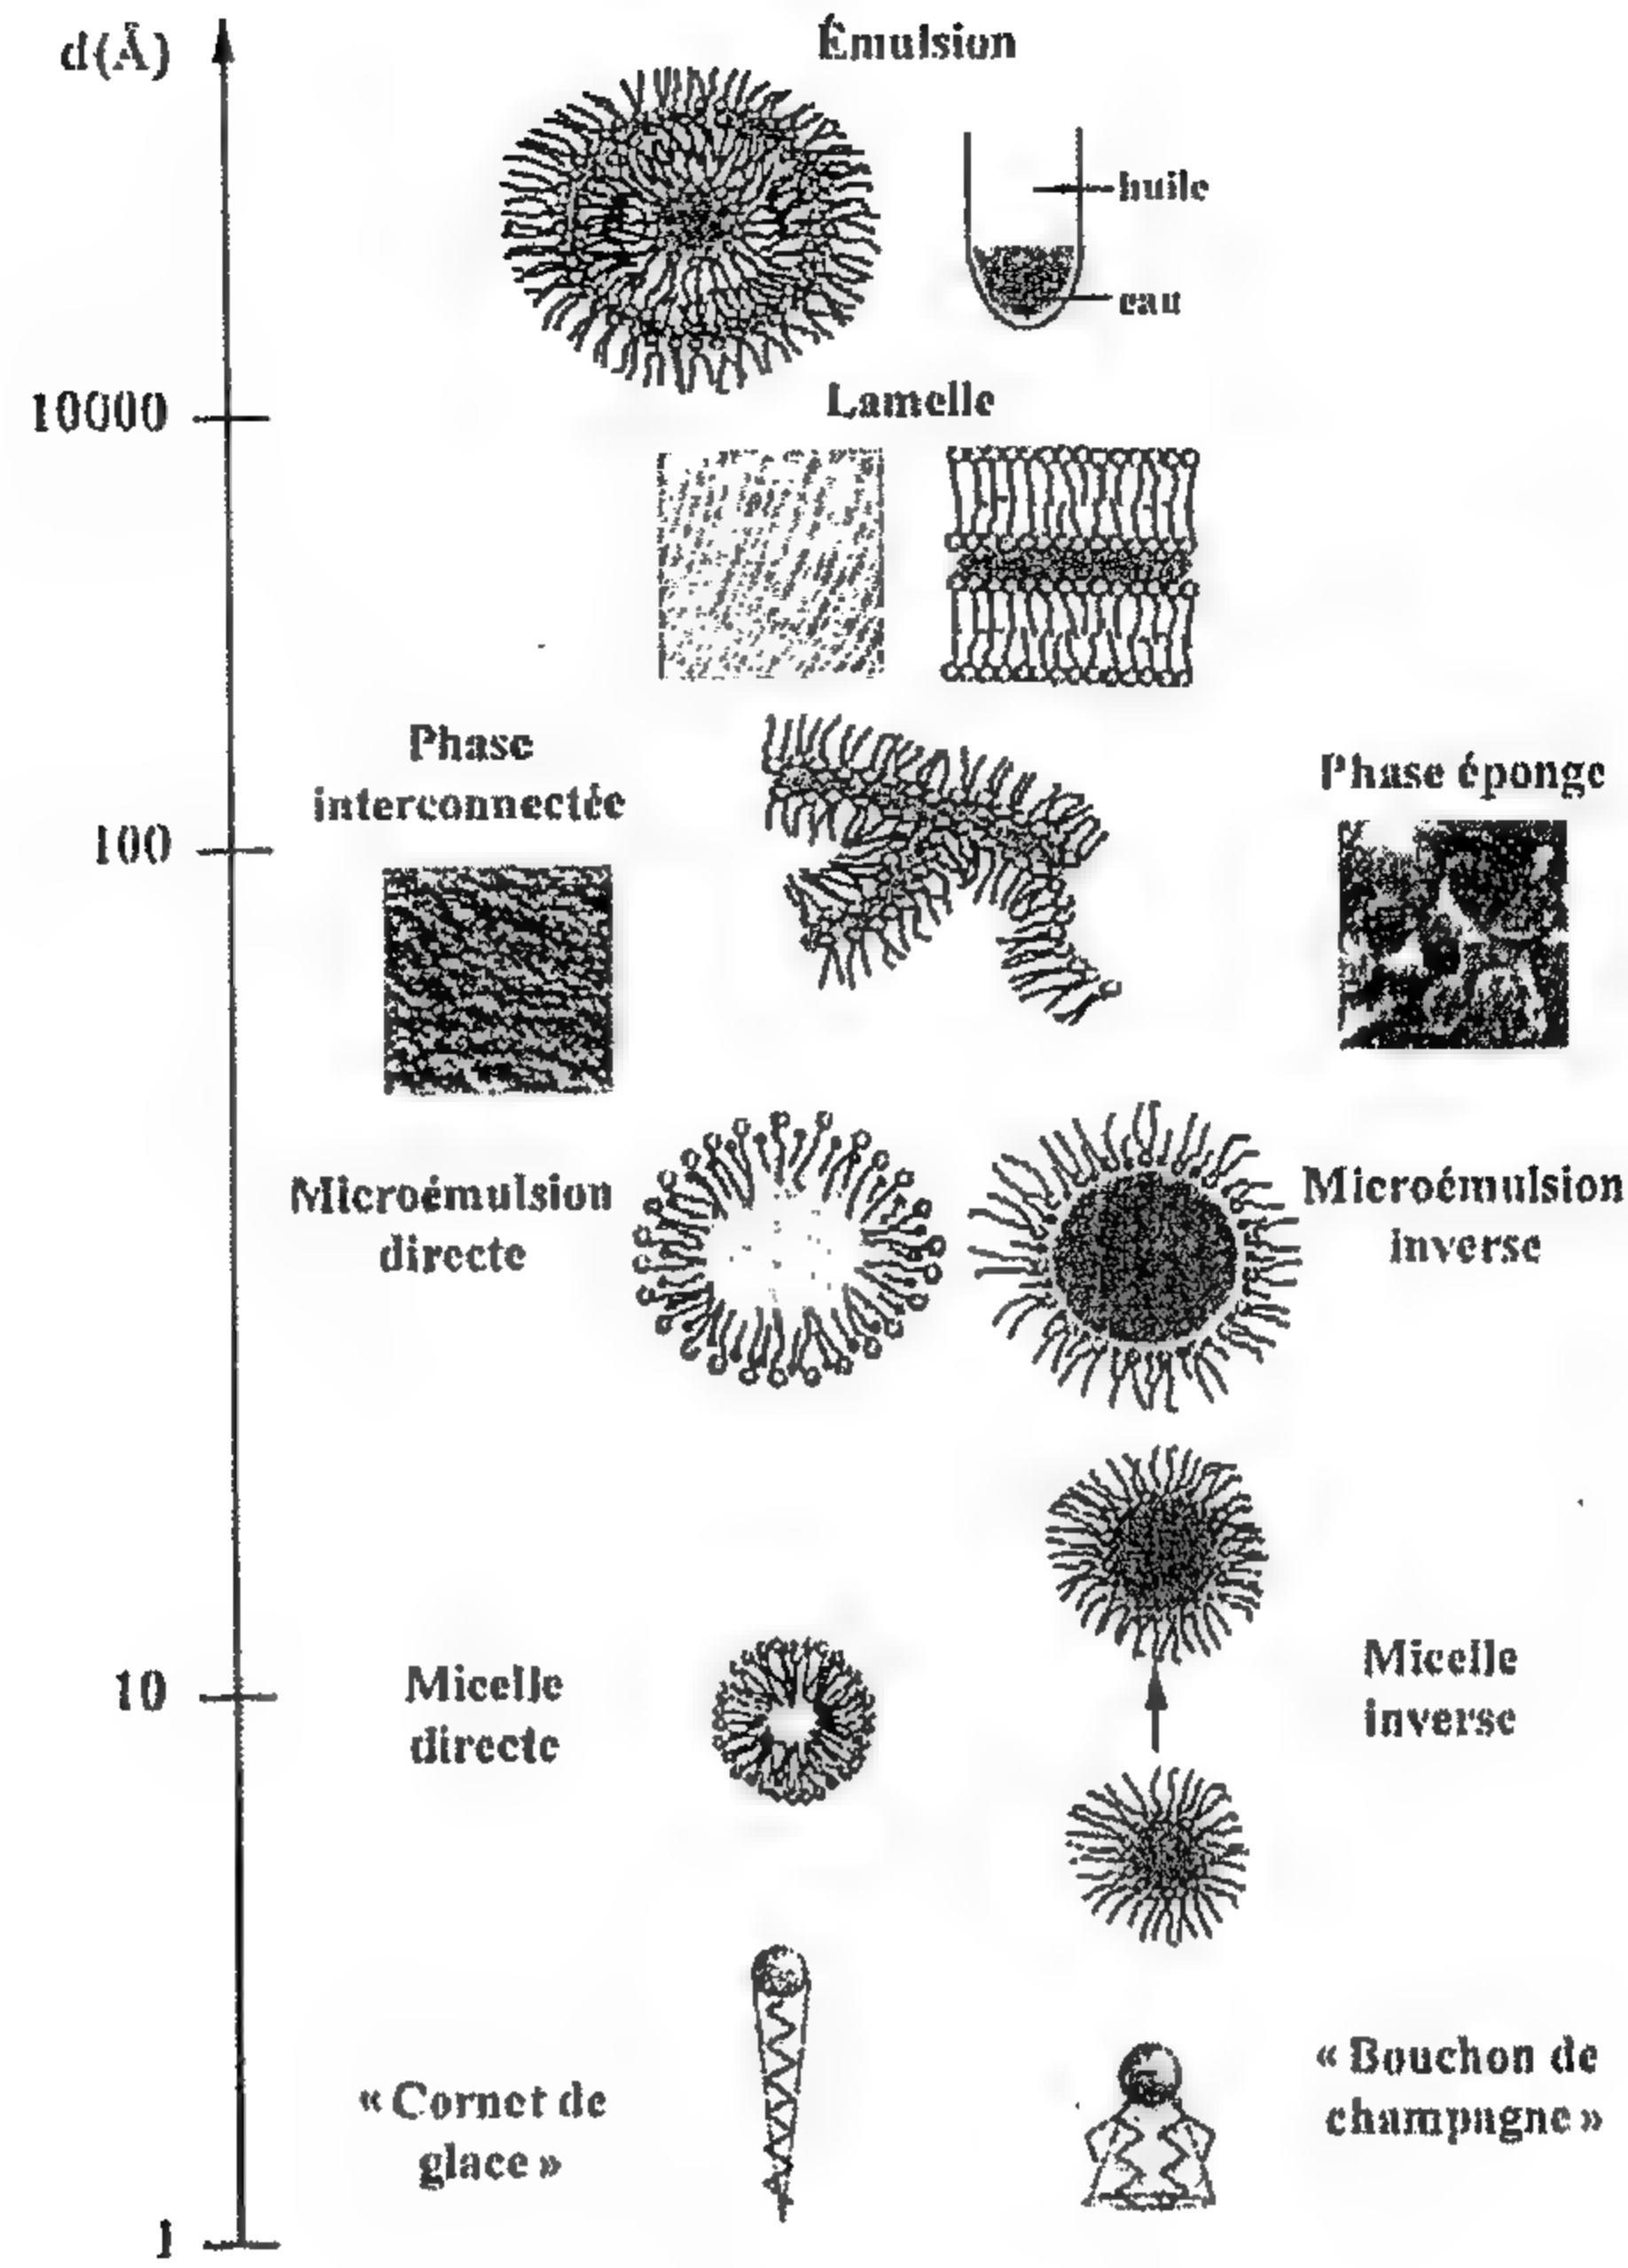 d(Å)
Émulsion
huile
eau
10000
Lamelle
Phase
interconnectée
Phase éponge
100
Microémulsion
directe
Microémulsion
inverse
10
Micelle
directe
Micelle
inverse
« Cornet de
glace »
« Bouchon de
champagne »
1